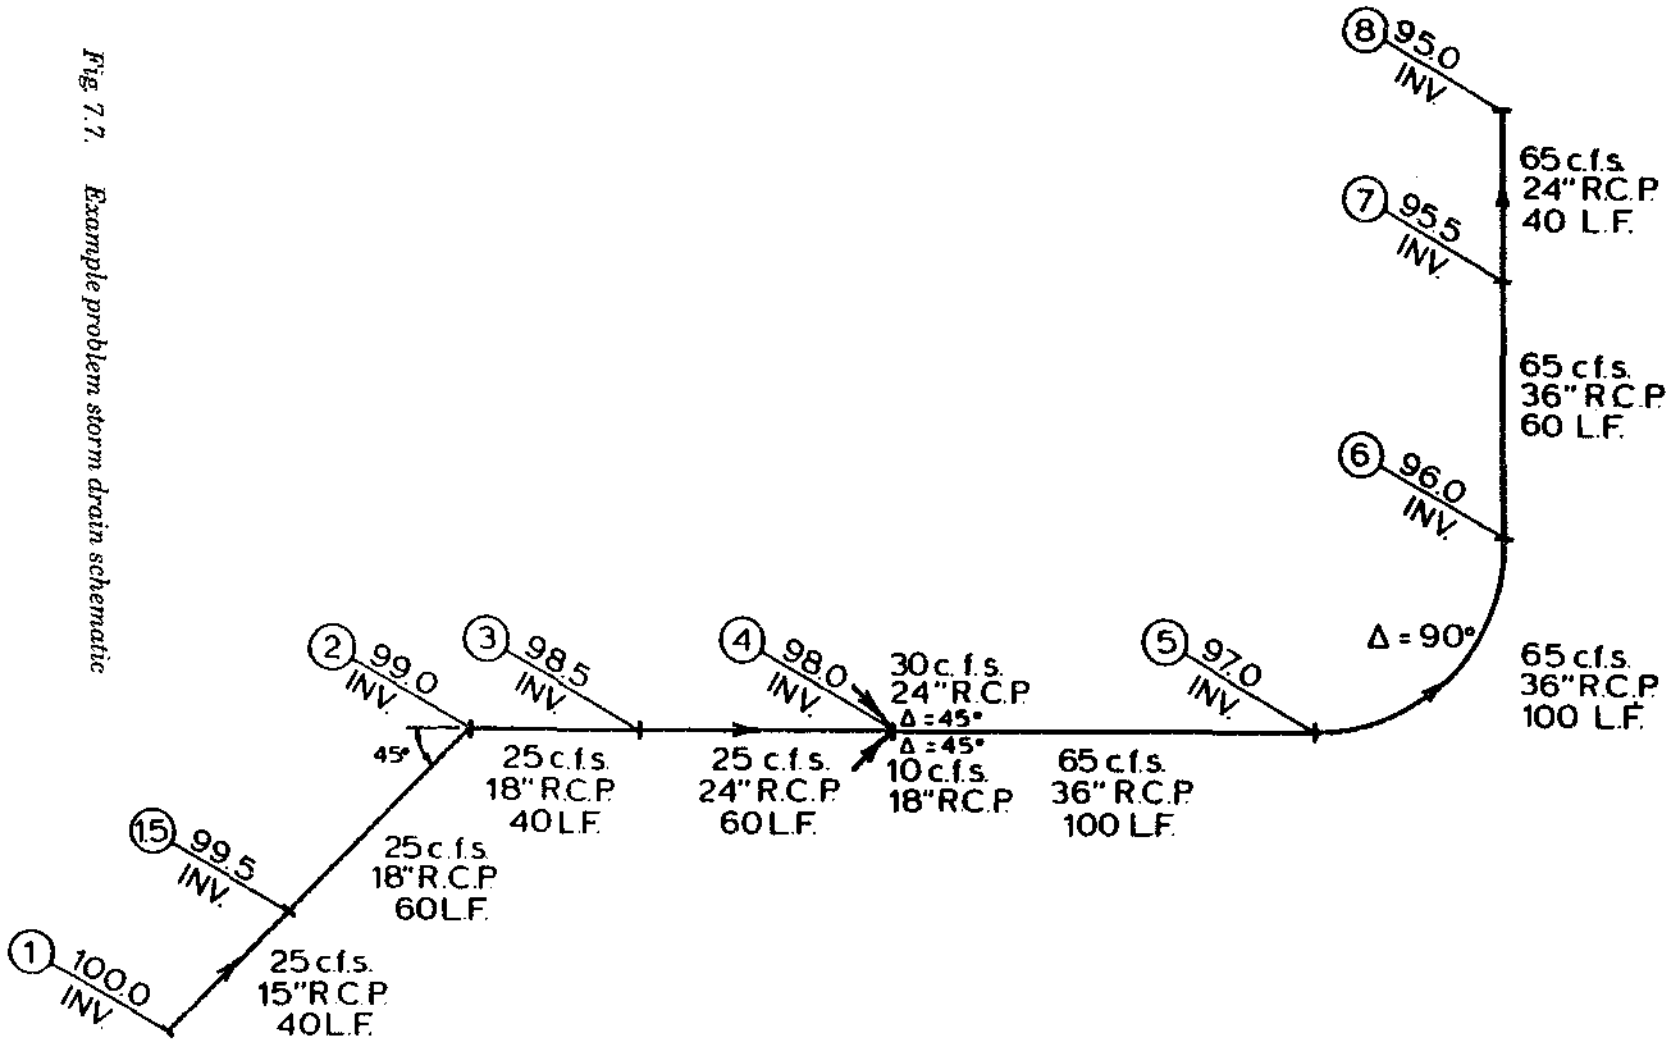 Fig. 7.7. Example problem storm drain schematic
8 95.0
INV.
65 c.f.s.
24" R.C.P.
40 L.F.
7 95.5
INV.
65 c.f.s.
36" R.C.P.
60 L.F.
6 96.0
INV.
Δ = 90°
65 c.f.s.
36" R.C.P.
100 L.F.
5 97.0
INV.
65 c.f.s.
36" R.C.P.
100 L.F.
4 98.0
INV.
30 c.f.s.
24" R.C.P.
Δ = 45°
Δ = 45°
10 c.f.s.
18" R.C.P.
3 98.5
INV.
25 c.f.s.
24" R.C.P.
60 L.F.
2 99.0
INV.
45°
25 c.f.s.
18" R.C.P.
40 L.F.
1.5 99.5
INV.
25 c.f.s.
18" R.C.P.
60 L.F.
1 100.0
INV.
25 c.f.s.
15" R.C.P.
40 L.F.